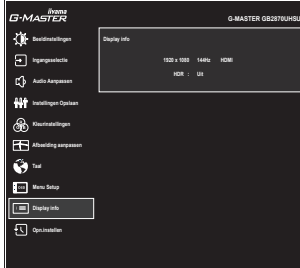 iiyama
G-MASTER
G-MASTER GB2870UHSU
Beeldinstellingen
Display info
Ingangsselectie
1920 x 1080 144Hz HDMI
HDR : Uit
Audio Aanpassen
Instellingen Opslaan
Kleurinstellingen
Afbeelding aanpassen
Taal
OSD
Menu Setup
Display info
Opn.instellen